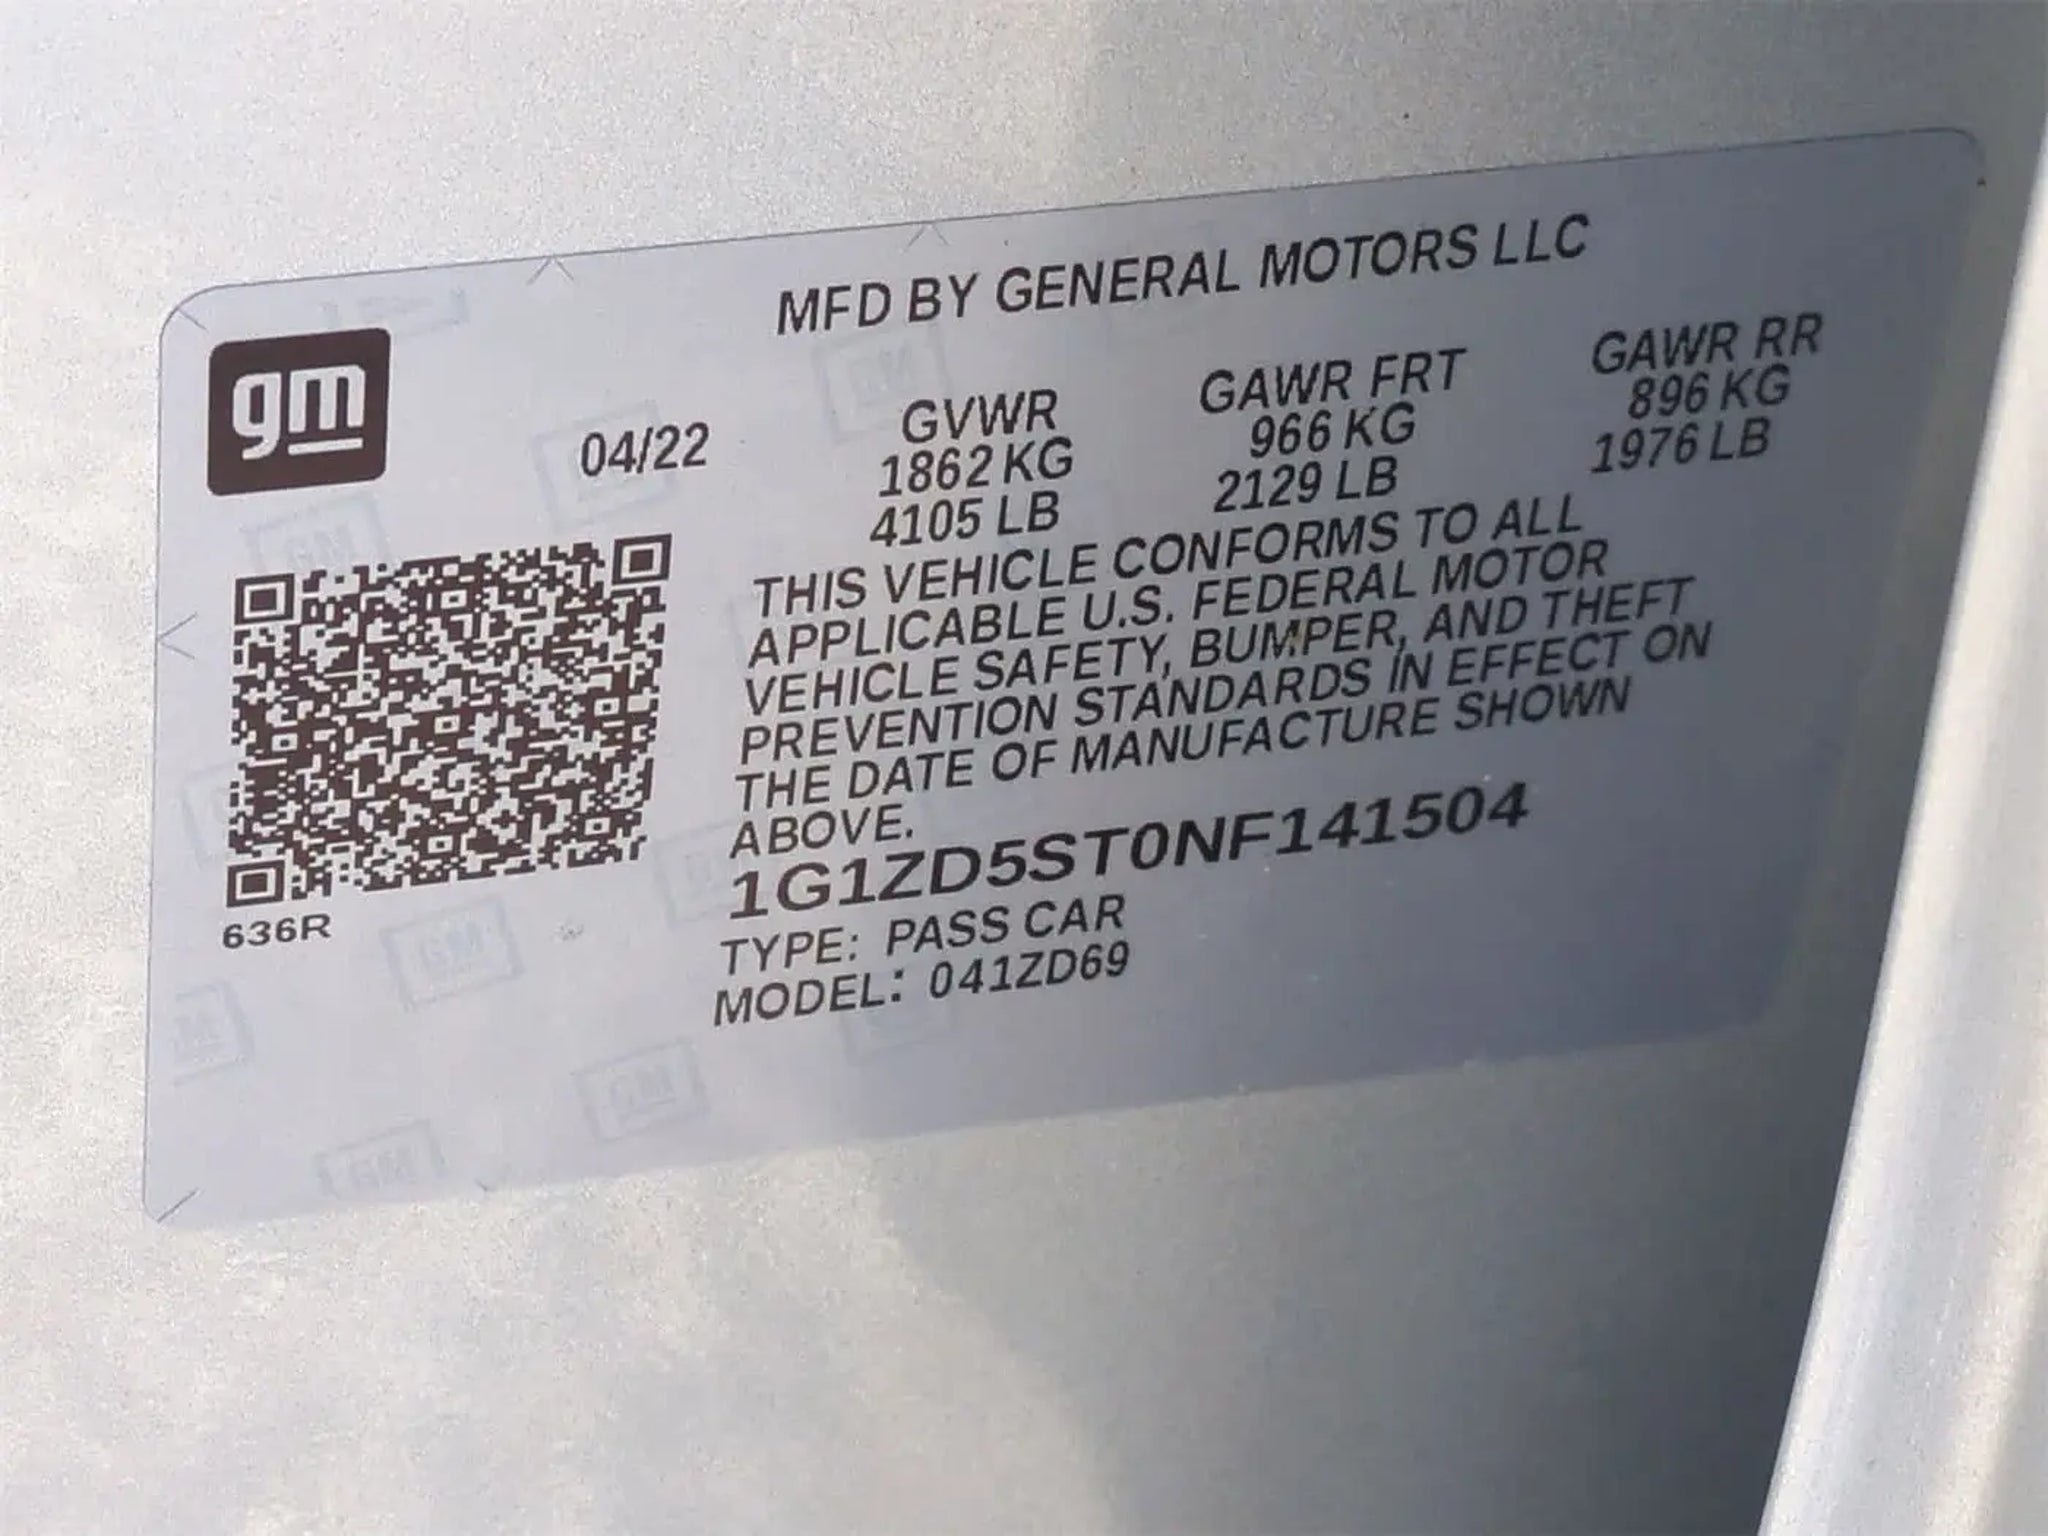 MFD BY GENERAL MOTORS LLC
gm
04/22
GVWR
1862 KG
4105 LB
GAWR FRT
966 KG
2129 LB
GAWR RR
896 KG
1976 LB
THIS VEHICLE CONFORMS TO ALL
APPLICABLE U.S. FEDERAL MOTOR
VEHICLE SAFETY, BUMPER, AND THEFT
PREVENTION STANDARDS IN EFFECT ON
THE DATE OF MANUFACTURE SHOWN
ABOVE.
1G1ZD5ST0NF141504
636R
TYPE: PASS CAR
MODEL: 041ZD69